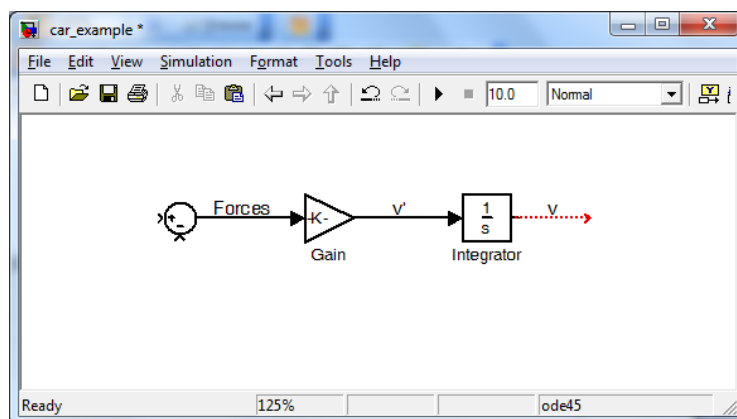 car_example *
File Edit View Simulation Format Tools Help
10.0 Normal
Forces v' v
+ - -K- 1
s
Gain Integrator
Ready 125% ode45